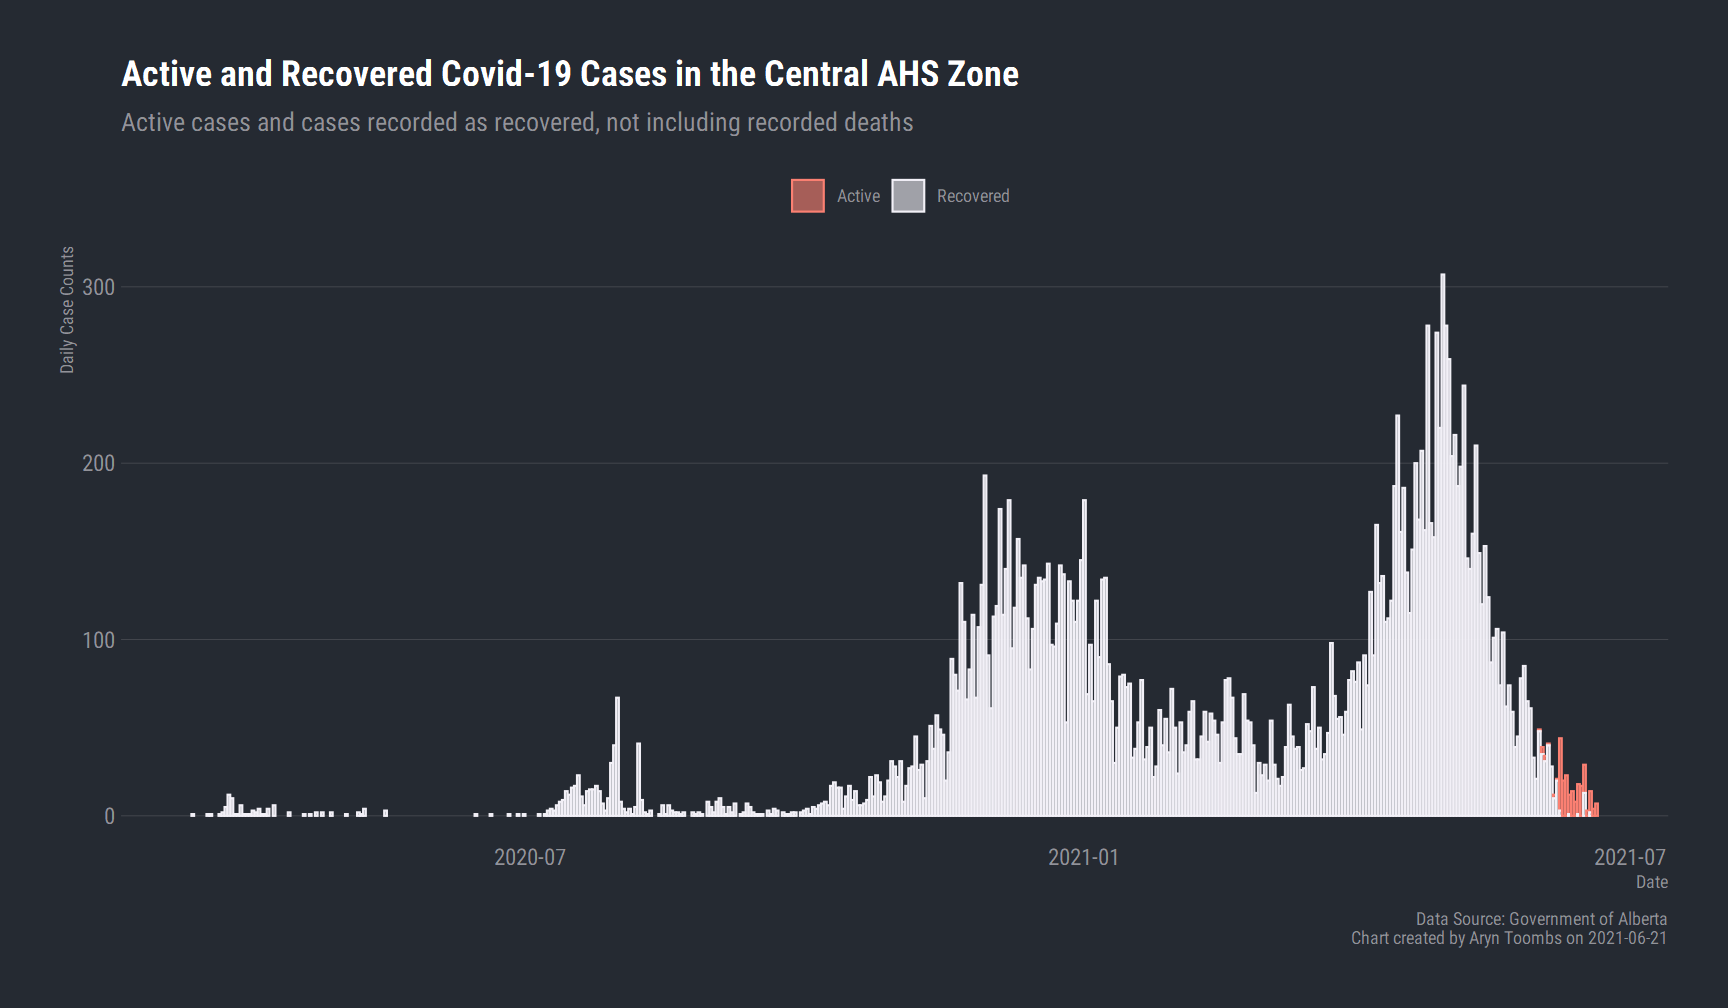 Active and Recovered Covid-19 Cases in the Central AHS Zone
Active cases and cases recorded as recovered, not including recorded deaths
Active
Recovered
Daily Case Counts
300
200
100
0
2020-07
2021-01
2021-07
Date
Data Source: Government of Alberta
Chart created by Aryn Toombs on 2021-06-21